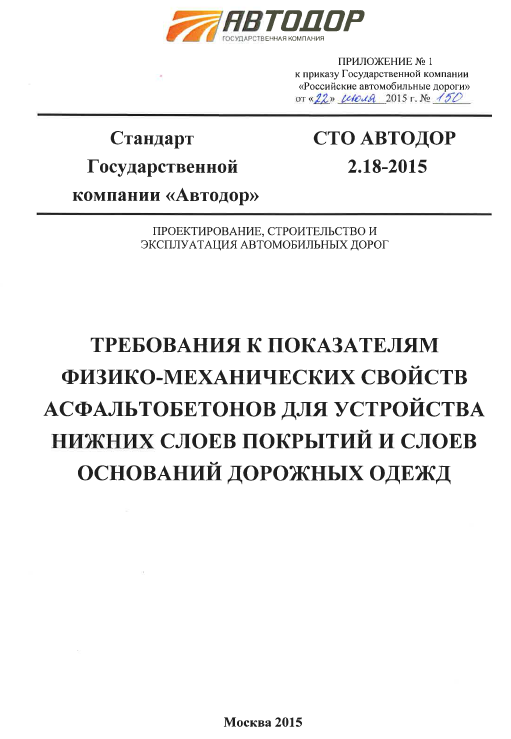 АВТОДОР
ГОСУДАРСТВЕННАЯ КОМПАНИЯ
ПРИЛОЖЕНИЕ № 1
к приказу Государственной компании
«Российские автомобильные дороги»
от «22» июля 2015 г. № 150
Стандарт
Государственной
компании «Автодор»
СТО АВТОДОР
2.18-2015
ПРОЕКТИРОВАНИЕ, СТРОИТЕЛЬСТВО И
ЭКСПЛУАТАЦИЯ АВТОМОБИЛЬНЫХ ДОРОГ
ТРЕБОВАНИЯ К ПОКАЗАТЕЛЯМ
ФИЗИКО-МЕХАНИЧЕСКИХ СВОЙСТВ
АСФАЛЬТОБЕТОНОВ ДЛЯ УСТРОЙСТВА
НИЖНИХ СЛОЕВ ПОКРЫТИЙ И СЛОЕВ
ОСНОВАНИЙ ДОРОЖНЫХ ОДЕЖД
Москва 2015